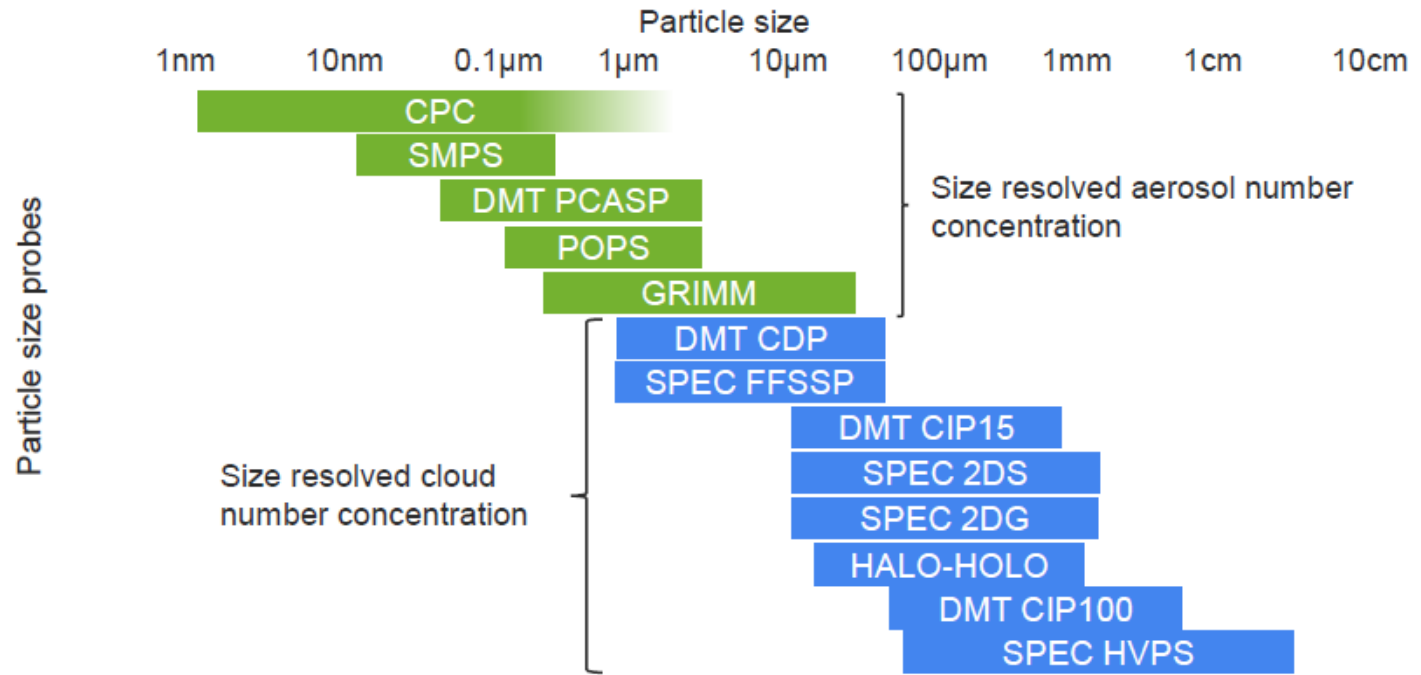 Particle size
1nm 10nm 0.1µm 1µm 10µm 100µm 1mm 1cm 10cm
Particle size probes
CPC
SMPS
DMT PCASP
POPS
GRIMM
Size resolved aerosol number
concentration
DMT CDP
SPEC FFSSP
DMT CIP15
SPEC 2DS
SPEC 2DG
HALO-HOLO
DMT CIP100
SPEC HVPS
Size resolved cloud
number concentration